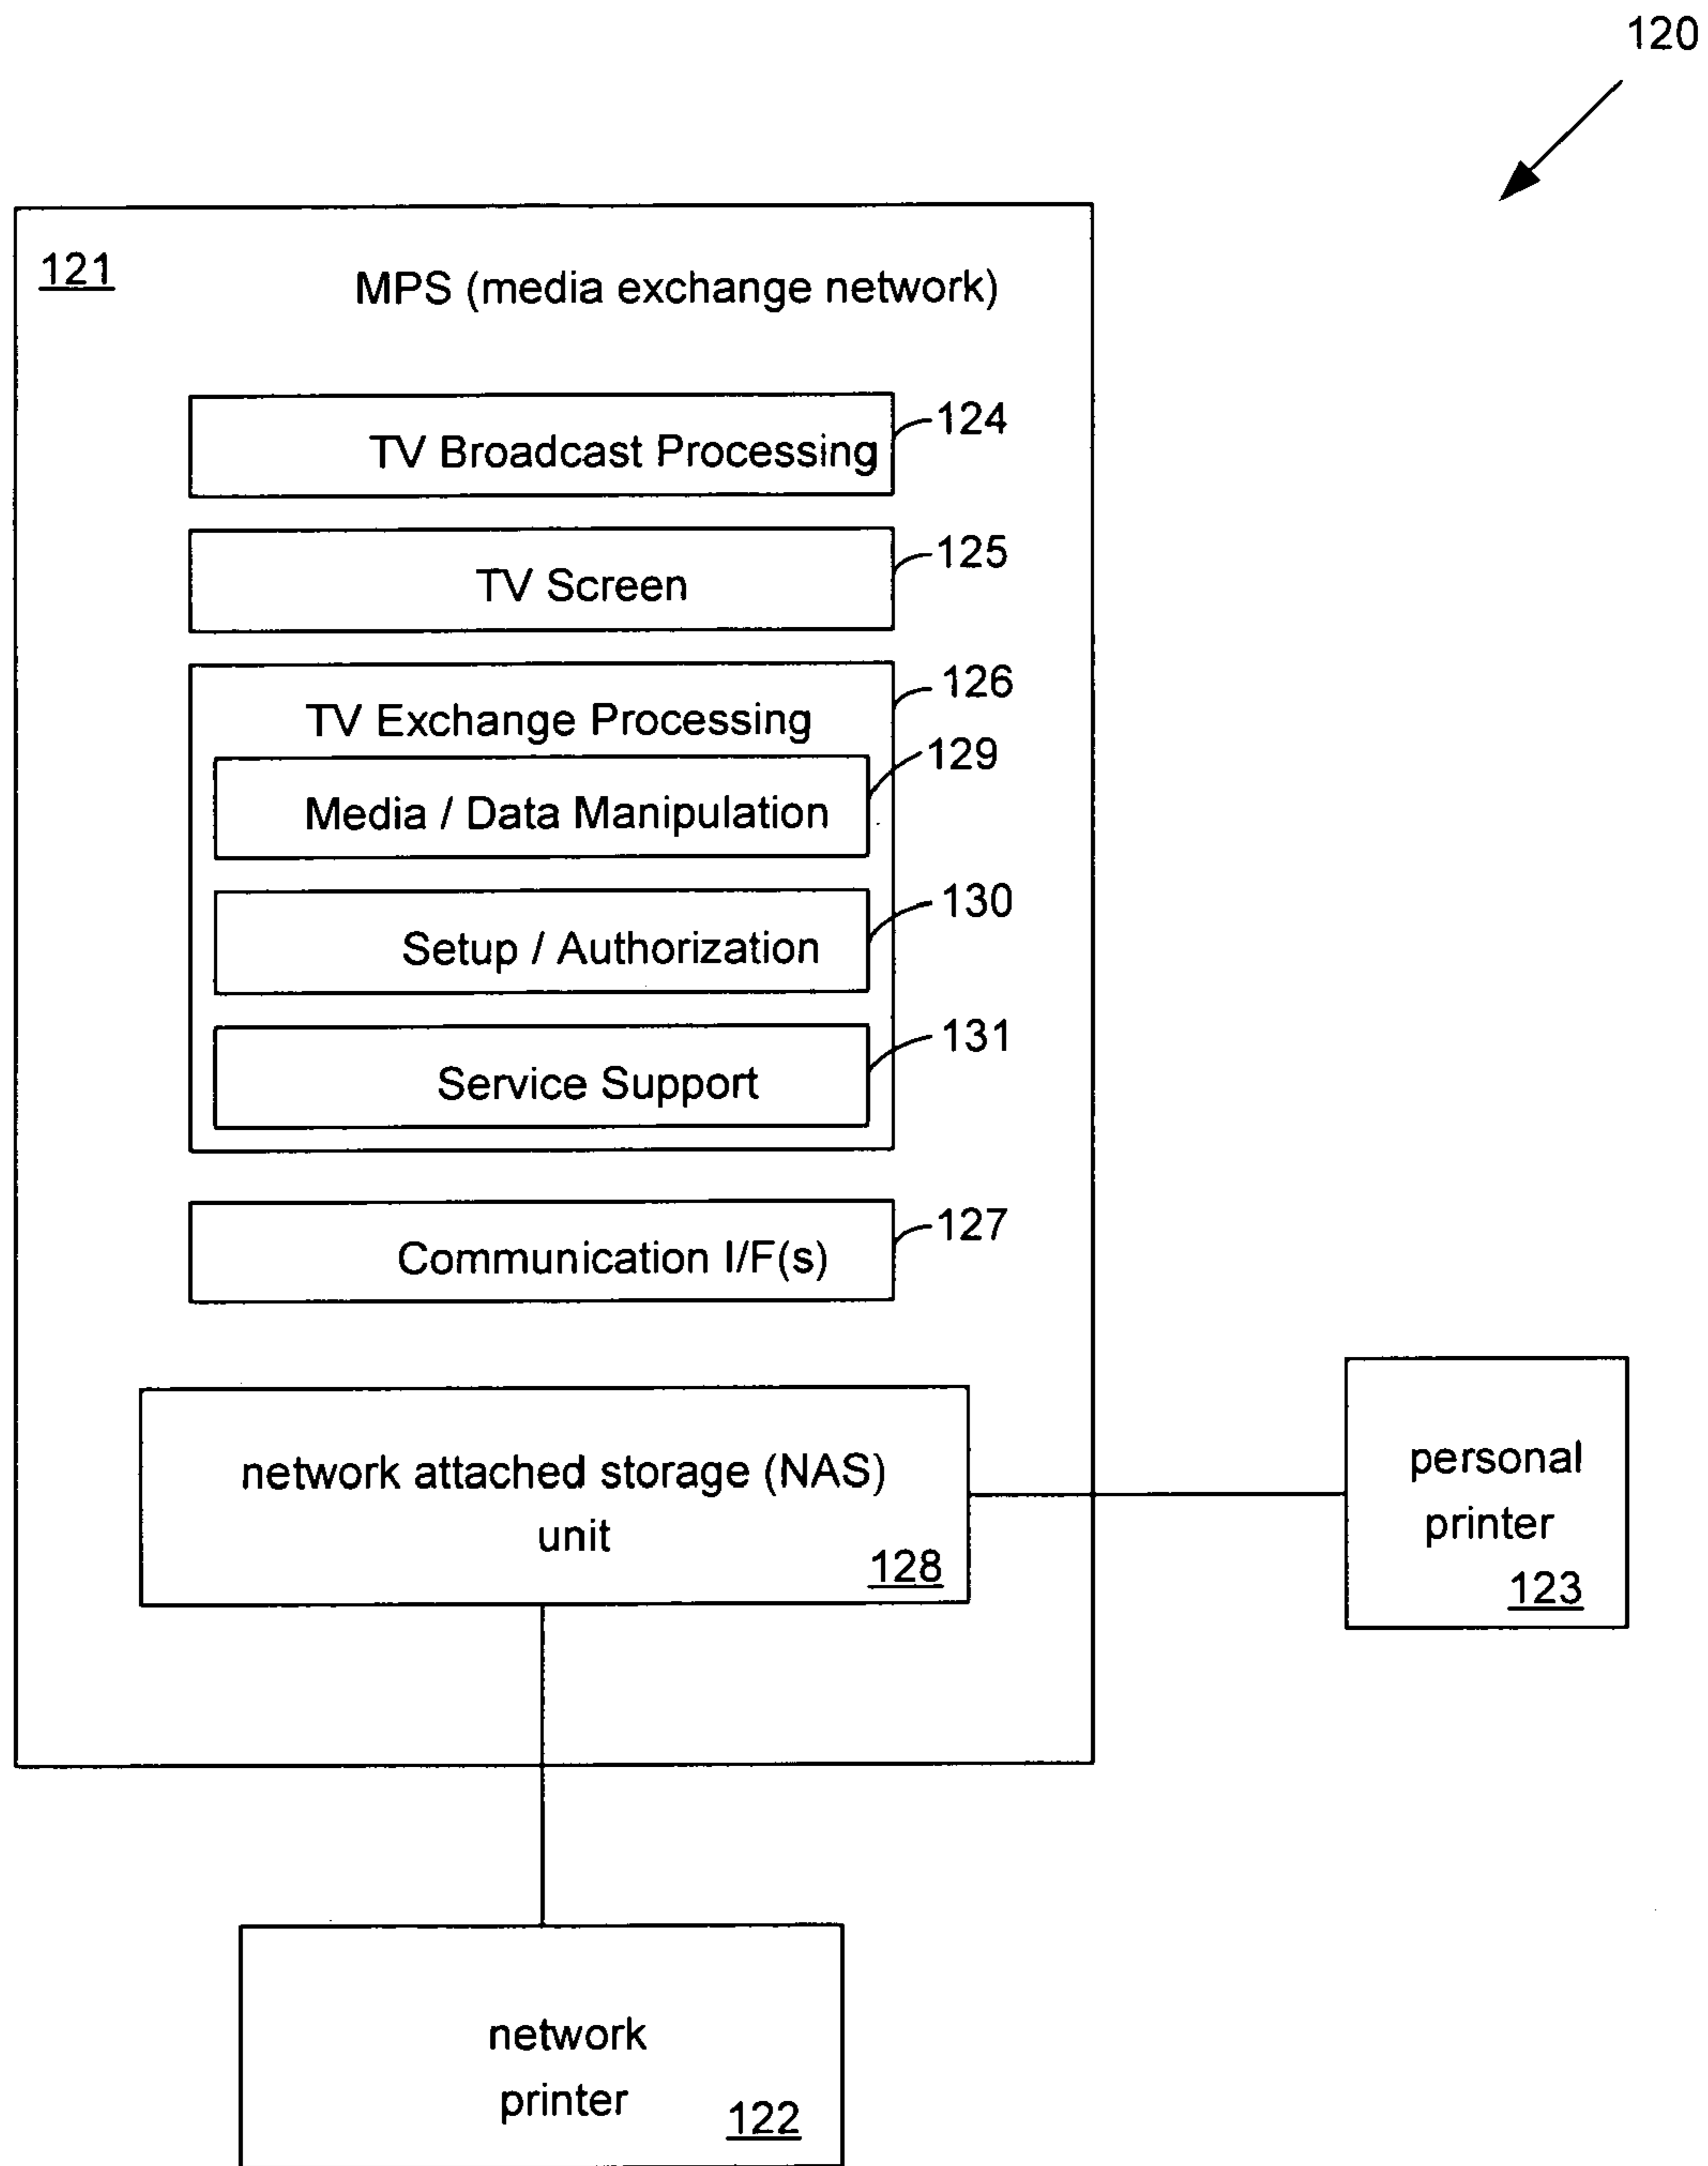 120
121
MPS (media exchange network)
TV Broadcast Processing
124
TV Screen
125
126
TV Exchange Processing
129
Media / Data Manipulation
130
Setup / Authorization
131
Service Support
127
Communication I/F(s)
network attached storage (NAS)
unit
128
personal
printer
123
network
printer
122